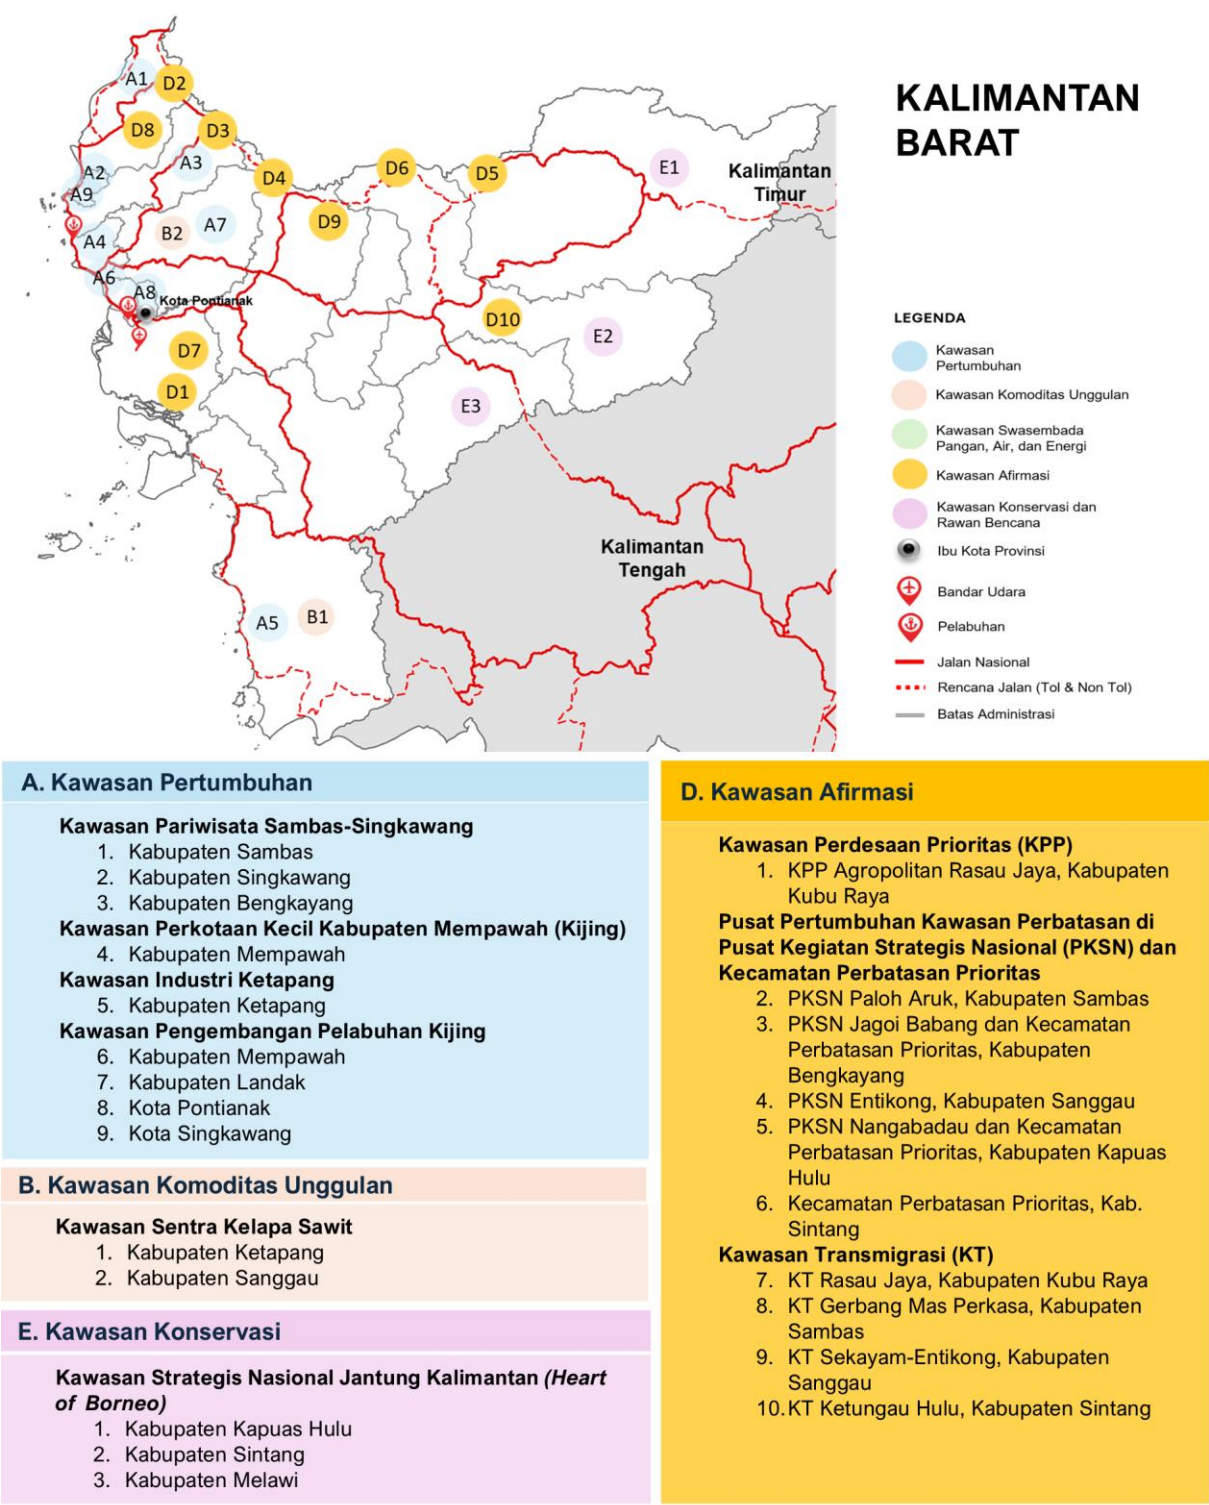 KALIMANTAN
BARAT
A1
D2
D8
D3
A3
A2
A9
D4
D6
D5
E1
Kalimantan
Timur
D9
B2
A7
A4
A6
A8
Kota Pontianak
D10
E2
D7
D1
E3
Kalimantan
Tengah
A5
B1
LEGENDA
Kawasan
Pertumbuhan
Kawasan Komoditas Unggulan
Kawasan Swasembada
Pangan, Air, dan Energi
Kawasan Afirmasi
Kawasan Konservasi dan
Rawan Bencana
Ibu Kota Provinsi
Bandar Udara
Pelabuhan
Jalan Nasional
Rencana Jalan (Tol & Non Tol)
Batas Administrasi
A. Kawasan Pertumbuhan
Kawasan Pariwisata Sambas-Singkawang
1. Kabupaten Sambas
2. Kabupaten Singkawang
3. Kabupaten Bengkayang
Kawasan Perkotaan Kecil Kabupaten Mempawah (Kijing)
4. Kabupaten Mempawah
Kawasan Industri Ketapang
5. Kabupaten Ketapang
Kawasan Pengembangan Pelabuhan Kijing
6. Kabupaten Mempawah
7. Kabupaten Landak
8. Kota Pontianak
9. Kota Singkawang
B. Kawasan Komoditas Unggulan
Kawasan Sentra Kelapa Sawit
1. Kabupaten Ketapang
2. Kabupaten Sanggau
E. Kawasan Konservasi
Kawasan Strategis Nasional Jantung Kalimantan (Heart
of Borneo)
1. Kabupaten Kapuas Hulu
2. Kabupaten Sintang
3. Kabupaten Melawi
D. Kawasan Afirmasi
Kawasan Perdesaan Prioritas (KPP)
1. KPP Agropolitan Rasau Jaya, Kabupaten
Kubu Raya
Pusat Pertumbuhan Kawasan Perbatasan di
Pusat Kegiatan Strategis Nasional (PKSN) dan
Kecamatan Perbatasan Prioritas
2. PKSN Paloh Aruk, Kabupaten Sambas
3. PKSN Jagoi Babang dan Kecamatan
Perbatasan Prioritas, Kabupaten
Bengkayang
4. PKSN Entikong, Kabupaten Sanggau
5. PKSN Nangabadau dan Kecamatan
Perbatasan Prioritas, Kabupaten Kapuas
Hulu
6. Kecamatan Perbatasan Prioritas, Kab.
Sintang
Kawasan Transmigrasi (KT)
7. KT Rasau Jaya, Kabupaten Kubu Raya
8. KT Gerbang Mas Perkasa, Kabupaten
Sambas
9. KT Sekayam-Entikong, Kabupaten
Sanggau
10. KT Ketungau Hulu, Kabupaten Sintang